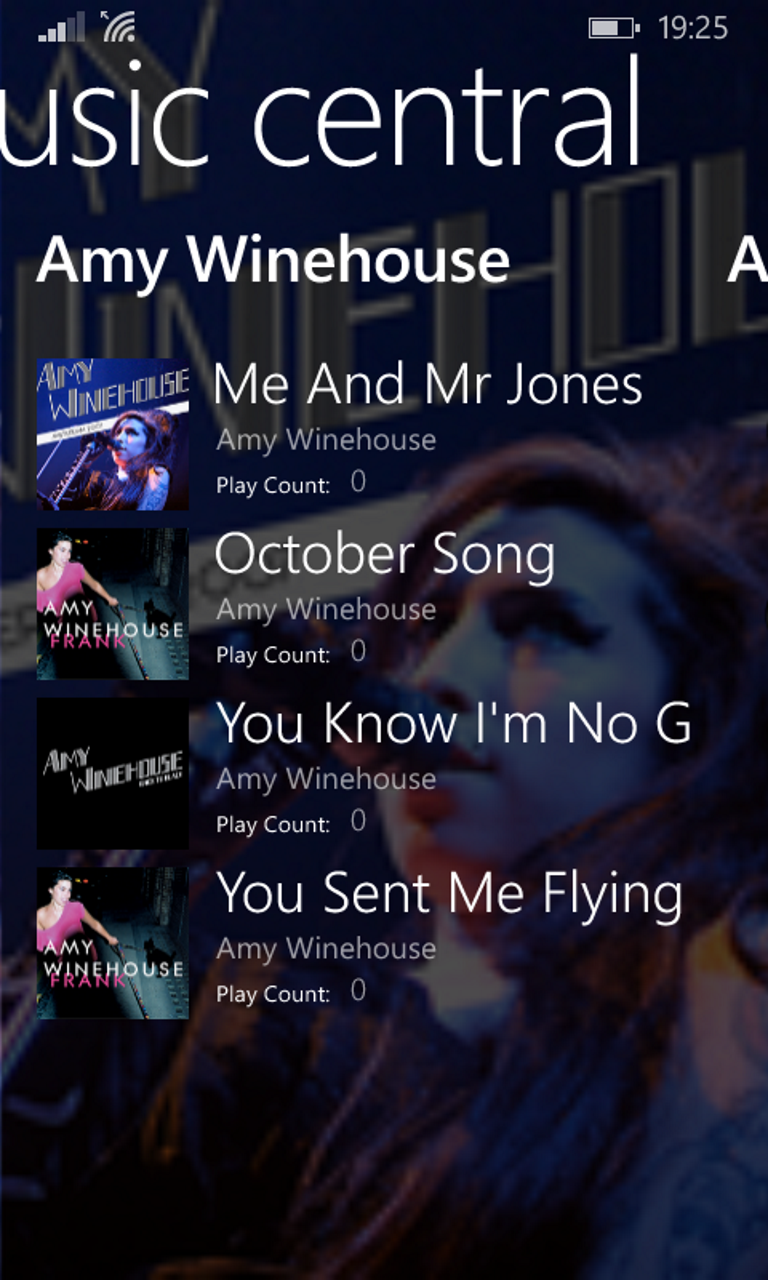 19:25
usic central
Amy Winehouse
A
AMY
WINEHOUSE
Me And Mr Jones
Amy Winehouse
Play Count: 0
AMY
WINEHOUSE
FRANK
October Song
Amy Winehouse
Play Count: 0
AMY
WINEHOUSE
BACK TO BLACK
You Know I'm No G
Amy Winehouse
Play Count: 0
AMY
WINEHOUSE
FRANK
You Sent Me Flying
Amy Winehouse
Play Count: 0